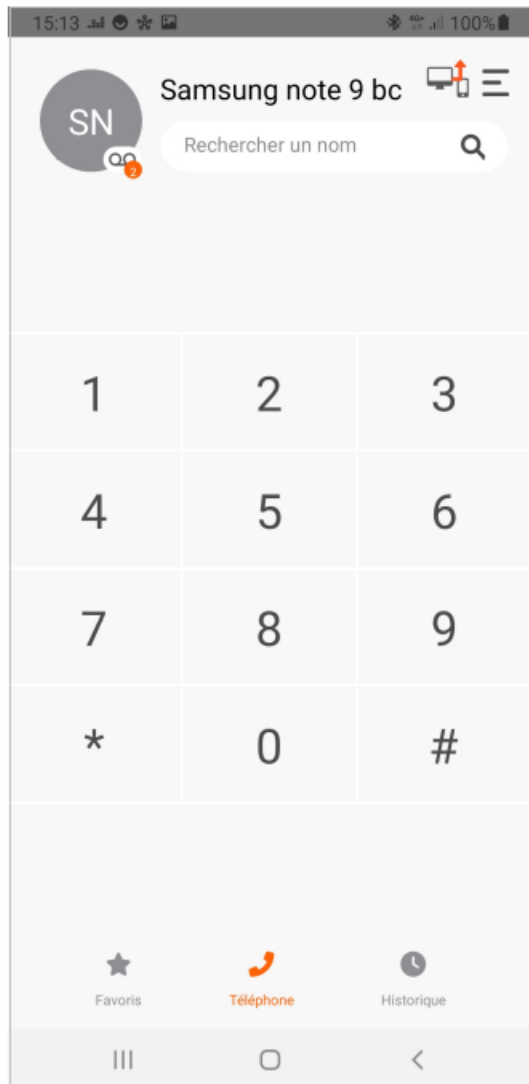 15:13 100%
Samsung note 9 bc
SN
2
Rechercher un nom
1 2 3
4 5 6
7 8 9
* 0 #
Favoris Téléphone Historique